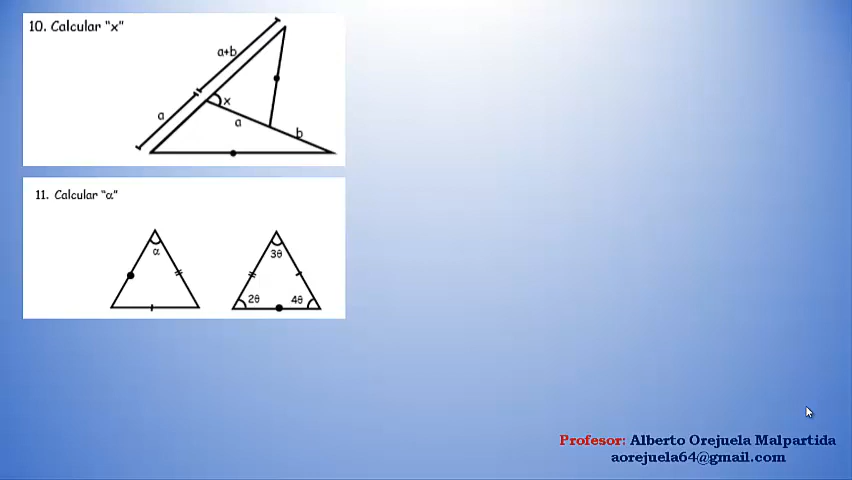 10. Calcular "x"
a+b
a
x
a
b
11. Calcular "α"
α
3θ
2θ
4θ
Profesor: Alberto Orejuela Malpartida
aorejuela64@gmail.com